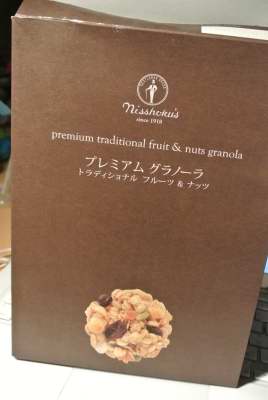 Nisshoku's
since 1918
premium traditional fruit & nuts granola
プレミアム グラノーラ
トラディショナル フルーツ & ナッツ